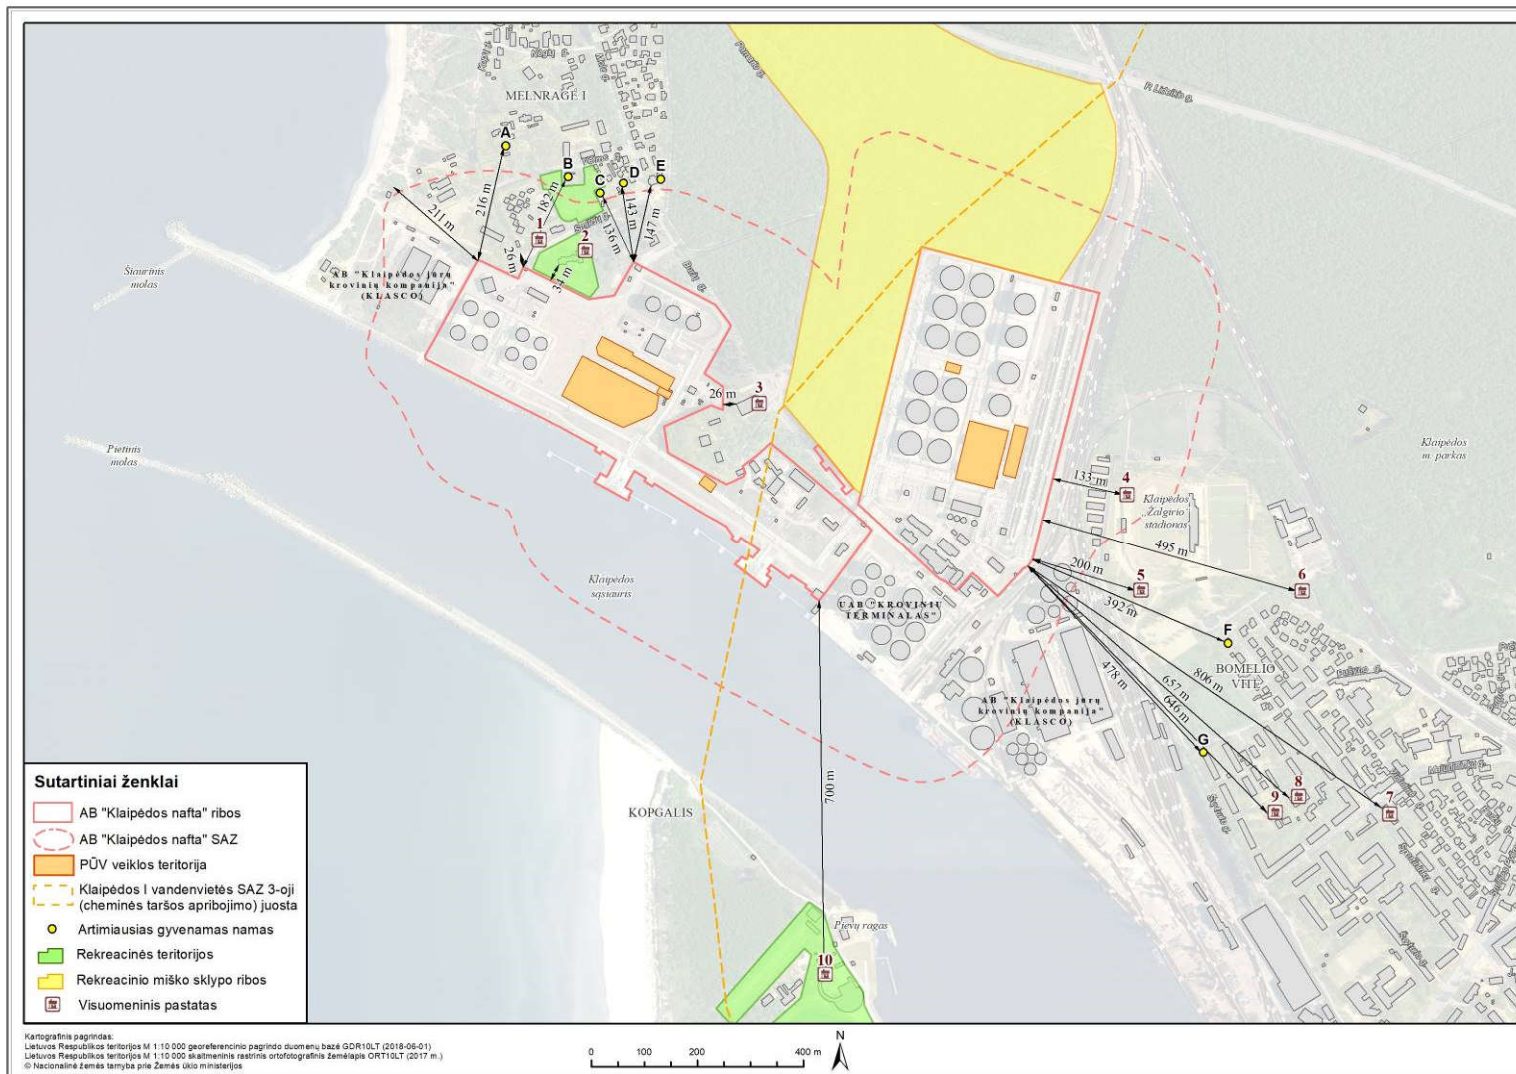 MELNRAGĖ I
A
B
C
D
E
211 m
216 m
182 m
136 m
143 m
147 m
1
2
26 m
34 m
Šiaurinis
molas
AB "Klaipėdos jūrų
krovinių kompanija"
(KLASCO)
P. Lideikio g.
3
26 m
Pietinis
molas
Klaipėdos
m. parkas
4
133 m
Klaipėdos
„Žalgirio“
stadionas
495 m
200 m
5
6
392 m
Klaipėdos
sąsiauris
UAB "KROVINIŲ
TERMINALAS"
F
BOMELIO
VITĖ
806 m
657 m
646 m
478 m
AB "Klaipėdos jūrų
krovinių kompanija"
(KLASCO)
G
700 m
8
9
7
KOPGALIS
Pievų ragas
10
Sutartiniai ženklai
AB "Klaipėdos nafta" ribos
AB "Klaipėdos nafta" SAZ
PŪV veiklos teritorija
Klaipėdos I vandenvietės SAZ 3-oji
(cheminės taršos apribojimo) juosta
Artimiausias gyvenamas namas
Rekreacinės teritorijos
Rekreacinio miško sklypo ribos
Visuomeninis pastatas
Kartografinis pagrindas:
Lietuvos Respublikos teritorijos M 1:10 000 georeferencinio pagrindo duomenų bazė GDR10LT (2018-06-01)
Lietuvos Respublikos teritorijos M 1:10 000 skaitmeninis rastrinis ortofotografinis žemėlapis ORT10LT (2017 m.)
© Nacionalinė žemės tarnyba prie Žemės ūkio ministerijos
0 100 200 400 m
N